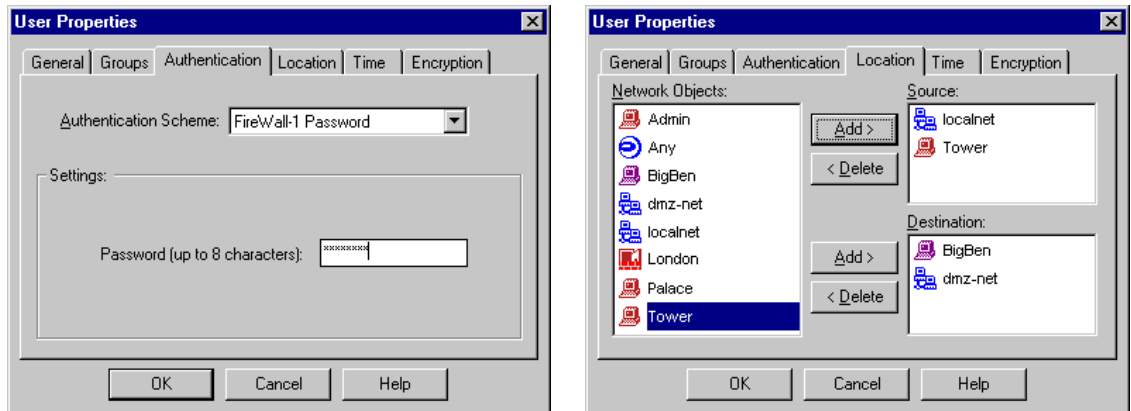 User Properties
General Groups Authentication Location Time Encryption
Authentication Scheme: FireWall-1 Password
Settings:
Password (up to 8 characters): xxxxxxxx
OK Cancel Help
User Properties
General Groups Authentication Location Time Encryption
Network Objects:
Admin
Any
BigBen
dmz-net
localnet
London
Palace
Tower
Add >
< Delete
Add >
< Delete
Source:
localnet
Tower
Destination:
BigBen
dmz-net
OK Cancel Help